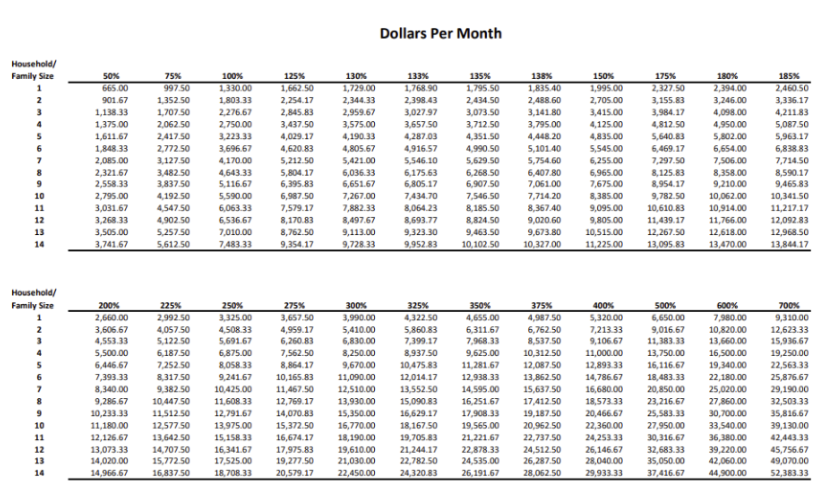 Dollars Per Month
Household/
Family Size 50% 75% 100% 125% 130% 133% 135% 138% 150% 175% 180% 185%
1 665.00 997.50 1,330.00 1,662.50 1,729.00 1,768.90 1,795.50 1,835.40 1,995.00 2,327.50 2,394.00 2,460.50
2 901.67 1,352.50 1,803.33 2,254.17 2,344.33 2,398.43 2,434.50 2,488.60 2,705.00 3,155.83 3,246.00 3,336.17
3 1,138.33 1,707.50 2,276.67 2,845.83 2,959.67 3,027.97 3,073.50 3,141.80 3,415.00 3,984.17 4,098.00 4,211.83
4 1,375.00 2,062.50 2,750.00 3,437.50 3,575.00 3,657.50 3,712.50 3,795.00 4,125.00 4,812.50 4,950.00 5,087.50
5 1,611.67 2,417.50 3,223.33 4,029.17 4,190.33 4,287.03 4,351.50 4,448.20 4,835.00 5,640.83 5,802.00 5,963.17
6 1,848.33 2,772.50 3,696.67 4,620.83 4,805.67 4,916.57 4,990.50 5,101.40 5,545.00 6,469.17 6,654.00 6,838.83
7 2,085.00 3,127.50 4,170.00 5,212.50 5,421.00 5,546.10 5,629.50 5,754.60 6,255.00 7,297.50 7,506.00 7,714.50
8 2,321.67 3,482.50 4,643.33 5,804.17 6,036.33 6,175.63 6,268.50 6,407.80 6,965.00 8,125.83 8,358.00 8,590.17
9 2,558.33 3,837.50 5,116.67 6,395.83 6,651.67 6,805.17 6,907.50 7,061.00 7,675.00 8,954.17 9,210.00 9,465.83
10 2,795.00 4,192.50 5,590.00 6,987.50 7,267.00 7,434.70 7,546.50 7,714.20 8,385.00 9,782.50 10,062.00 10,341.50
11 3,031.67 4,547.50 6,063.33 7,579.17 7,882.33 8,064.23 8,185.50 8,367.40 9,095.00 10,610.83 10,914.00 11,217.17
12 3,268.33 4,902.50 6,536.67 8,170.83 8,497.67 8,693.77 8,824.50 9,020.60 9,805.00 11,439.17 11,766.00 12,092.83
13 3,505.00 5,257.50 7,010.00 8,762.50 9,113.00 9,323.30 9,463.50 9,673.80 10,515.00 12,267.50 12,618.00 12,968.50
14 3,741.67 5,612.50 7,483.33 9,354.17 9,728.33 9,952.83 10,102.50 10,327.00 11,225.00 13,095.83 13,470.00 13,844.17
Household/
Family Size 200% 225% 250% 275% 300% 325% 350% 375% 400% 500% 600% 700%
1 2,660.00 2,992.50 3,325.00 3,657.50 3,990.00 4,322.50 4,655.00 4,987.50 5,320.00 6,650.00 7,980.00 9,310.00
2 3,606.67 4,057.50 4,508.33 4,959.17 5,410.00 5,860.83 6,311.67 6,762.50 7,213.33 9,016.67 10,820.00 12,623.33
3 4,553.33 5,122.50 5,691.67 6,260.83 6,830.00 7,399.17 7,968.33 8,537.50 9,106.67 11,383.33 13,660.00 15,936.67
4 5,500.00 6,187.50 6,875.00 7,562.50 8,250.00 8,937.50 9,625.00 10,312.50 11,000.00 13,750.00 16,500.00 19,250.00
5 6,446.67 7,252.50 8,058.33 8,864.17 9,670.00 10,475.83 11,281.67 12,087.50 12,893.33 16,116.67 19,340.00 22,563.33
6 7,393.33 8,317.50 9,241.67 10,165.83 11,090.00 12,014.17 12,938.33 13,862.50 14,786.67 18,483.33 22,180.00 25,876.67
7 8,340.00 9,382.50 10,425.00 11,467.50 12,510.00 13,552.50 14,595.00 15,637.50 16,680.00 20,850.00 25,020.00 29,190.00
8 9,286.67 10,447.50 11,608.33 12,769.17 13,930.00 15,090.83 16,251.67 17,412.50 18,573.33 23,216.67 27,860.00 32,503.33
9 10,233.33 11,512.50 12,791.67 14,070.83 15,350.00 16,629.17 17,908.33 19,187.50 20,466.67 25,583.33 30,700.00 35,816.67
10 11,180.00 12,577.50 13,975.00 15,372.50 16,770.00 18,167.50 19,565.00 20,962.50 22,360.00 27,950.00 33,540.00 39,130.00
11 12,126.67 13,642.50 15,158.33 16,674.17 18,190.00 19,705.83 21,221.67 22,737.50 24,253.33 30,316.67 36,380.00 42,443.33
12 13,073.33 14,707.50 16,341.67 17,975.83 19,610.00 21,244.17 22,878.33 24,512.50 26,146.67 32,683.33 39,220.00 45,756.67
13 14,020.00 15,772.50 17,525.00 19,277.50 21,030.00 22,782.50 24,535.00 26,287.50 28,040.00 35,050.00 42,060.00 49,070.00
14 14,966.67 16,837.50 18,708.33 20,579.17 22,450.00 24,320.83 26,191.67 28,062.50 29,933.33 37,416.67 44,900.00 52,383.33